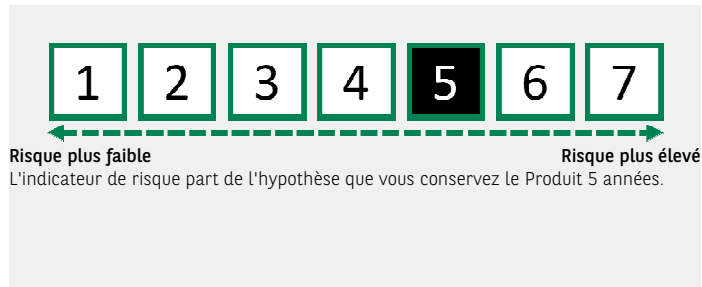 1 2 3 4 5 6 7
Risque plus faible Risque plus élevé
L'indicateur de risque part de l'hypothèse que vous conservez le Produit 5 années.